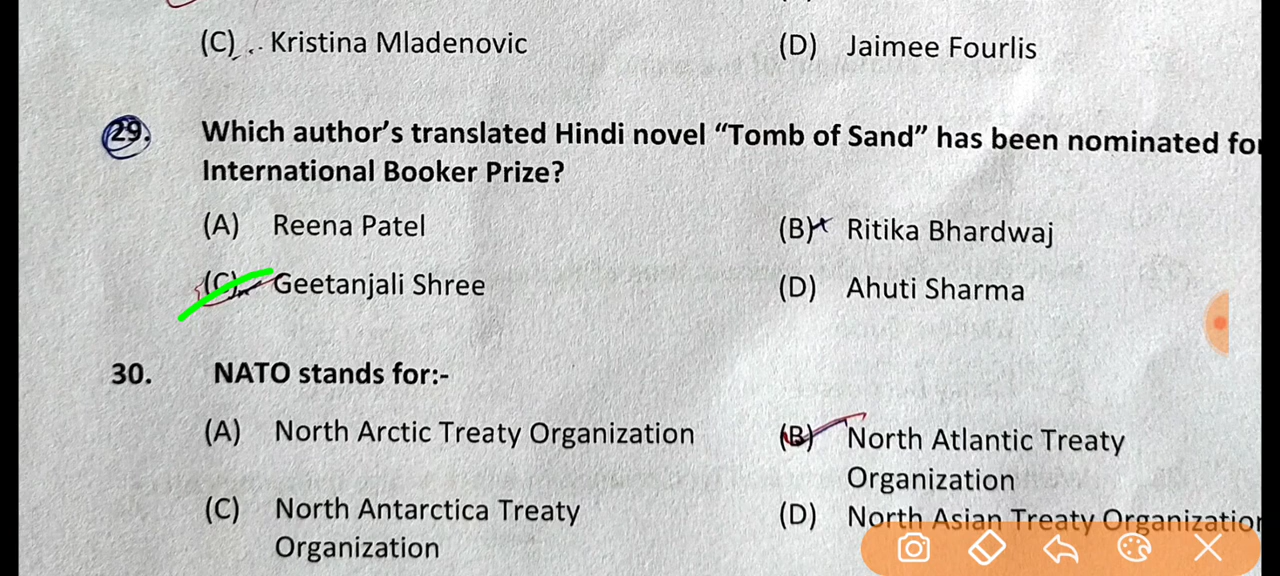 (C) Kristina Mladenovic (D) Jaimee Fourlis
29. Which author's translated Hindi novel "Tomb of Sand" has been nominated for
International Booker Prize?
(A) Reena Patel (B) Ritika Bhardwaj
(C) Geetanjali Shree (D) Ahuti Sharma
30. NATO stands for:-
(A) North Arctic Treaty Organization (B) North Atlantic Treaty
Organization
(C) North Antarctica Treaty (D) North Asian Treaty Organization
Organization